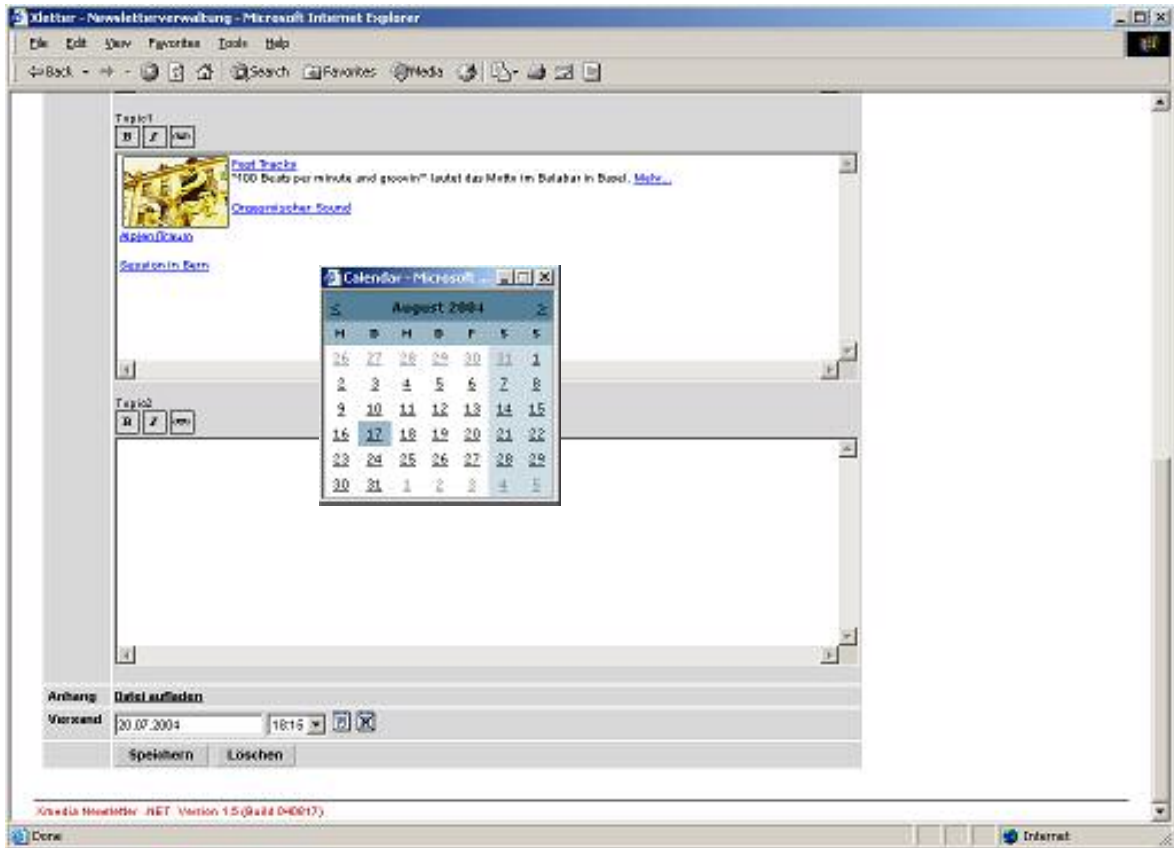 Xletter - Newsletterverwaltung - Microsoft Internet Explorer
File Edit View Favorites Tools Help
Back Search Favorites Media
Topic1
B I
Past Tracks
"100 Beats per minute and groovin" lautet das Motto im Balabar in Basel. Mehr...
Organischer Sound
Session in Bern
Calendar - Microsoft ...
< August 2004 >
M D M D F S S
26 27 28 29 30 31 1
2 3 4 5 6 7 8
9 10 11 12 13 14 15
16 17 18 19 20 21 22
23 24 25 26 27 28 29
30 31 1 2 3 4 5
Topic2
B I
Anhang Datei aufladen
Versand 20.07.2004 18:15
Speichern Löschen
Xmedia Newsletter .NET Version 1.5 (Build 040817)
Done Internet